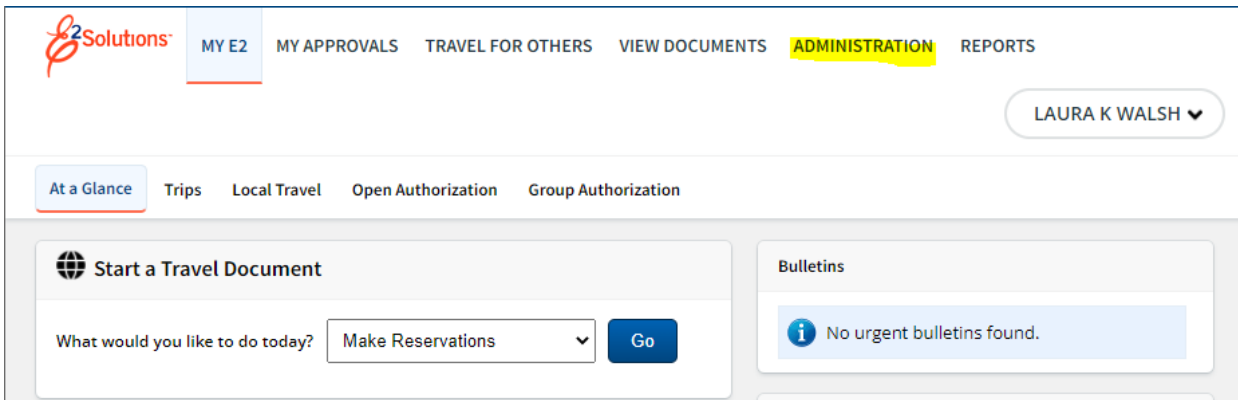 E2Solutions™
MY E2 MY APPROVALS TRAVEL FOR OTHERS VIEW DOCUMENTS ADMINISTRATION REPORTS
LAURA K WALSH
At a Glance Trips Local Travel Open Authorization Group Authorization
Start a Travel Document
Bulletins
What would you like to do today? Make Reservations Go
No urgent bulletins found.